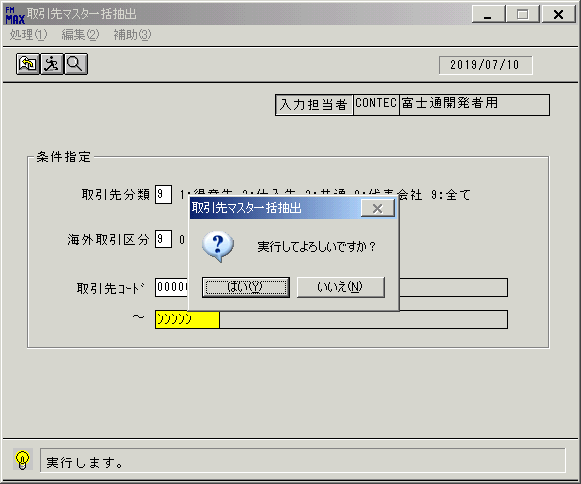 FM MAX 取引先マスター括抽出
処理(1) 編集(2) 補助(3)
2019/07/10
入力担当者 CONTEC 富士通開発者用
条件指定
取引先分類 9 1:得意先 2:仕入先 3:共通 8:代表会社 9:全て
取引先マスター括抽出
海外取引区分 9 0
実行してよろしいですか？
取引先ｺｰﾄﾞ 00000
はい(Y) いいえ(N)
～ ﾝﾝﾝﾝﾝ
実行します。